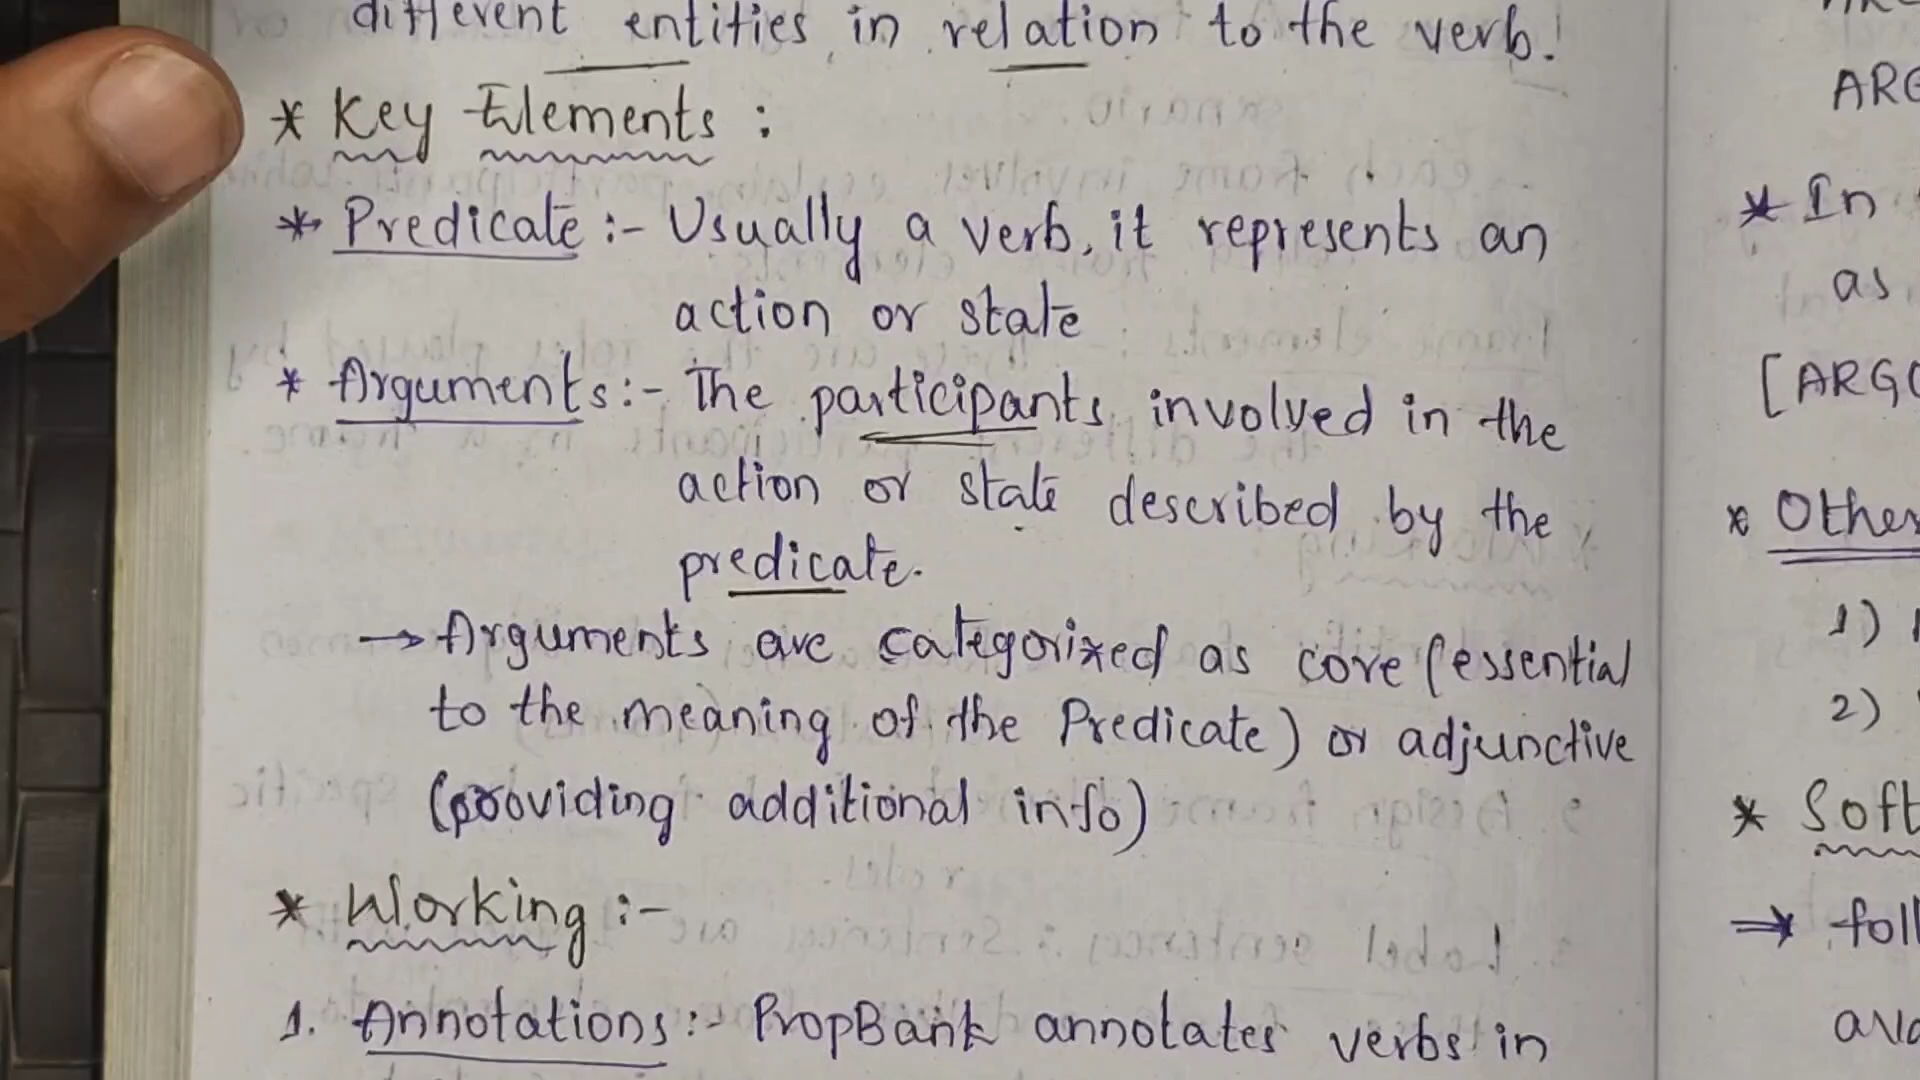 different entities in relation to the verb.
* Key Elements :
* Predicate :- Usually a verb, it represents an
action or state
* Arguments :- The participants involved in the
action or state described by the
predicate.
→ Arguments are categorized as core (essential
to the meaning of the Predicate) or adjunctive
(providing additional info)
* Working :-
1. Annotations :- PropBank annotates verbs in
* In
as
[ARG0
* Other
1)
2)
* Soft
⇒ foll